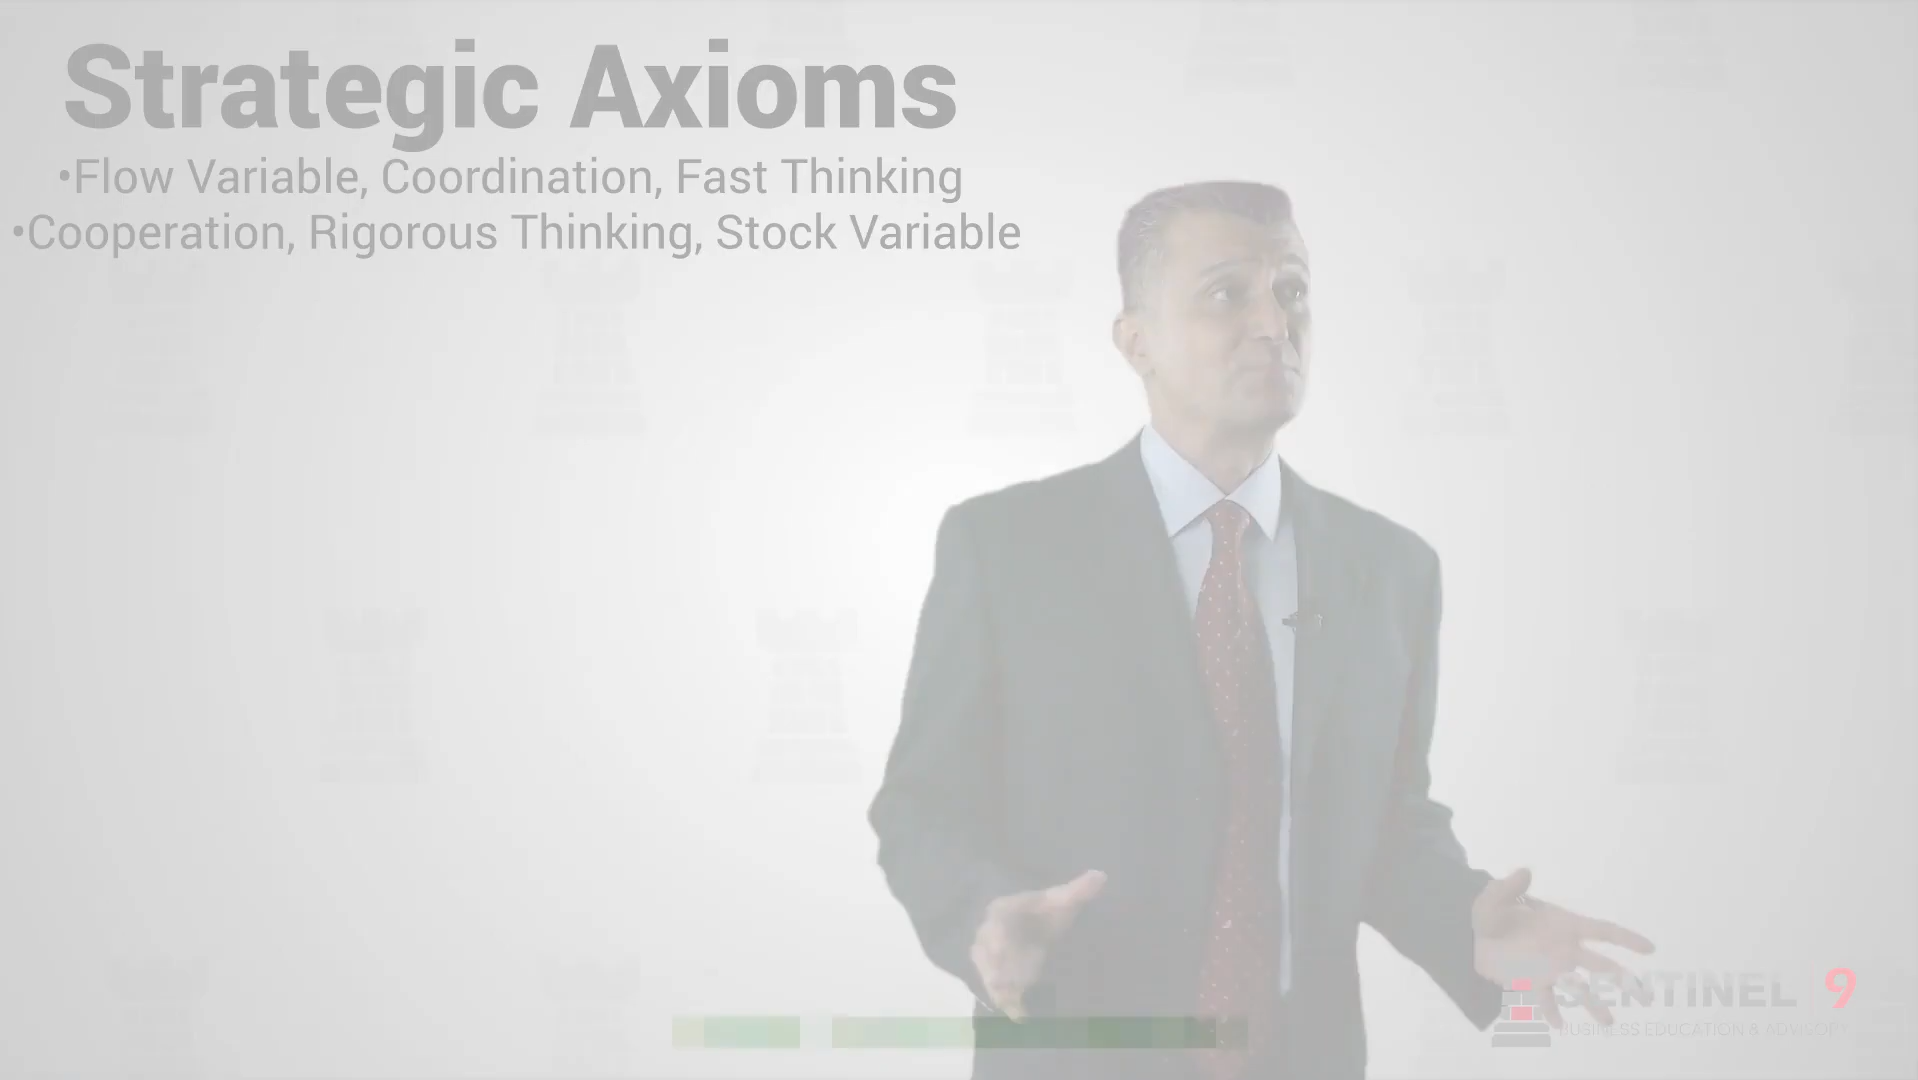 Strategic Axioms
•Flow Variable, Coordination, Fast Thinking
•Cooperation, Rigorous Thinking, Stock Variable
SENTINEL 9
BUSINESS EDUCATION & ADVISORY